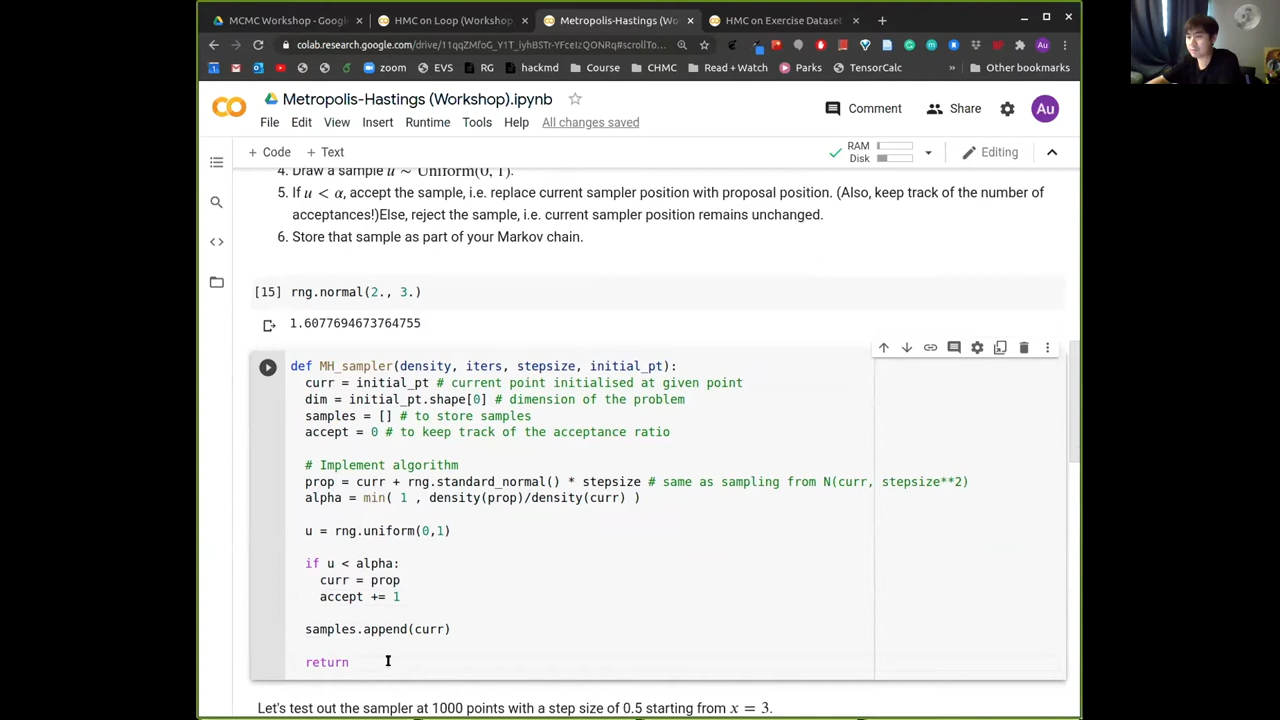 MCMC Workshop - Google
HMC on Loop (Workshop)
Metropolis-Hastings (Wo
HMC on Exercise Dataset
colab.research.google.com/drive/11qqZMfoG_Y1T_iyhBSTr-YFceIzQONRq#scrollTo...
Au
zoom
EVS
RG
hackmd
Course
CHMC
Read + Watch
Parks
TensorCalc
»
Other bookmarks
Metropolis-Hastings (Workshop).ipynb
Comment
Share
Au
File Edit View Insert Runtime Tools Help All changes saved
+ Code + Text
RAM
Disk
Editing
4. Draw a sample u ∼ Uniform(0, 1).
5. If u < α, accept the sample, i.e. replace current sampler position with proposal position. (Also, keep track of the number of
acceptances!)Else, reject the sample, i.e. current sampler position remains unchanged.
6. Store that sample as part of your Markov chain.
[15] rng.normal(2., 3.)
1.6077694673764755
def MH_sampler(density, iters, stepsize, initial_pt):
curr = initial_pt # current point initialised at given point
dim = initial_pt.shape[0] # dimension of the problem
samples = [] # to store samples
accept = 0 # to keep track of the acceptance ratio
# Implement algorithm
prop = curr + rng.standard_normal() * stepsize # same as sampling from N(curr, stepsize**2)
alpha = min( 1 , density(prop)/density(curr) )
u = rng.uniform(0,1)
if u < alpha:
curr = prop
accept += 1
samples.append(curr)
return
Let's test out the sampler at 1000 points with a step size of 0.5 starting from x = 3.